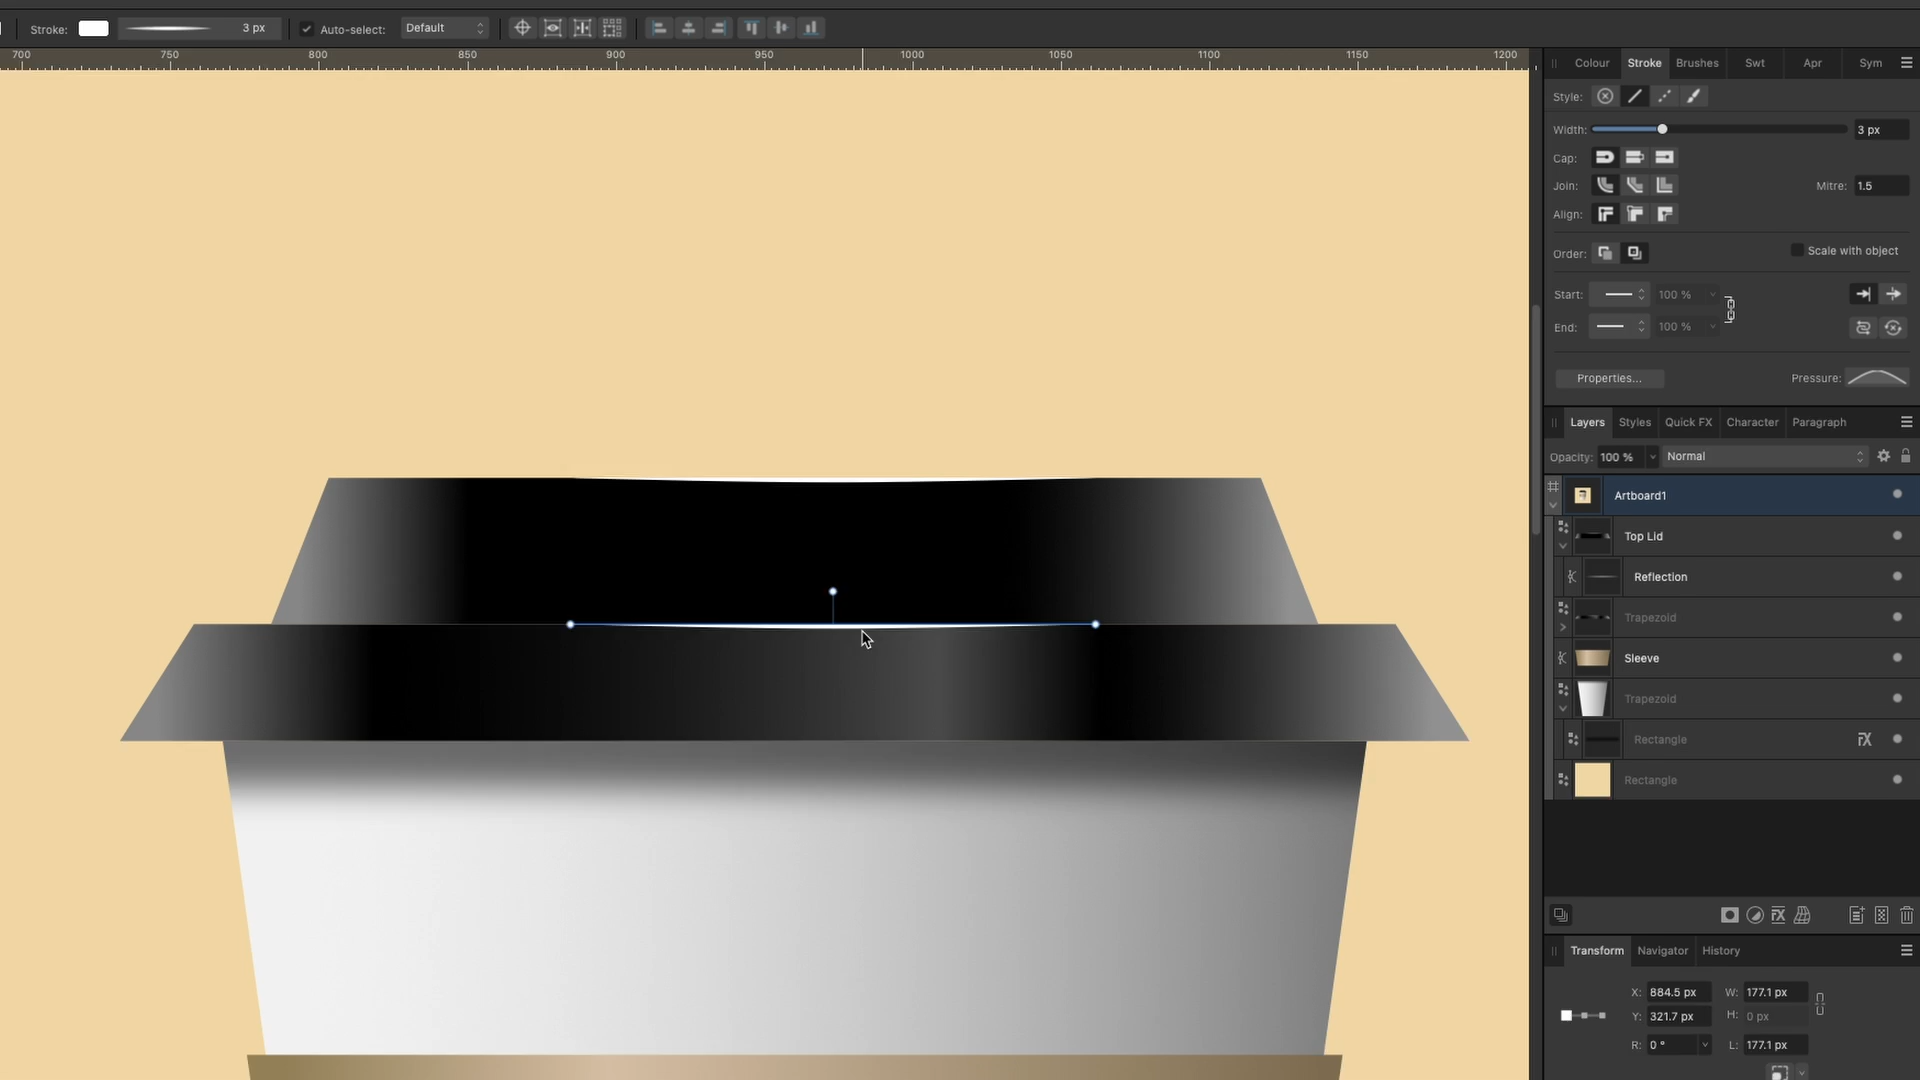 Stroke: 3 px Auto-select: Default
700 750 800 850 900 950 1000 1050 1100 1150 1200
Colour Stroke Brushes Swt Apr Sym
Style:
Width: 3 px
Cap:
Join: Mitre: 1.5
Align:
Order: Scale with object
Start: 100 %
End: 100 %
Properties... Pressure:
Layers Styles Quick FX Character Paragraph
Opacity: 100 % Normal
Artboard1
Top Lid
Reflection
Trapezoid
Sleeve
Trapezoid
Rectangle
Rectangle
Transform Navigator History
X: 884.5 px W: 177.1 px
Y: 321.7 px H: 0 px
R: 0 ° L: 177.1 px